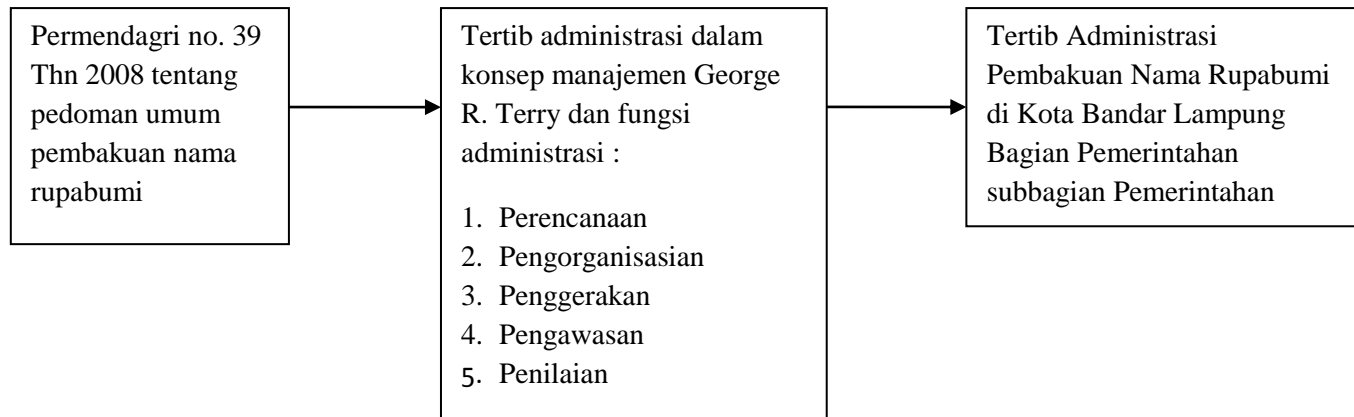 Permendagri no. 39
Thn 2008 tentang
pedoman umum
pembakuan nama
rupabumi
Tertib administrasi dalam
konsep manajemen George
R. Terry dan fungsi
administrasi :
1. Perencanaan
2. Pengorganisasian
3. Penggerakan
4. Pengawasan
5. Penilaian
Tertib Administrasi
Pembakuan Nama Rupabumi
di Kota Bandar Lampung
Bagian Pemerintahan
subbagian Pemerintahan